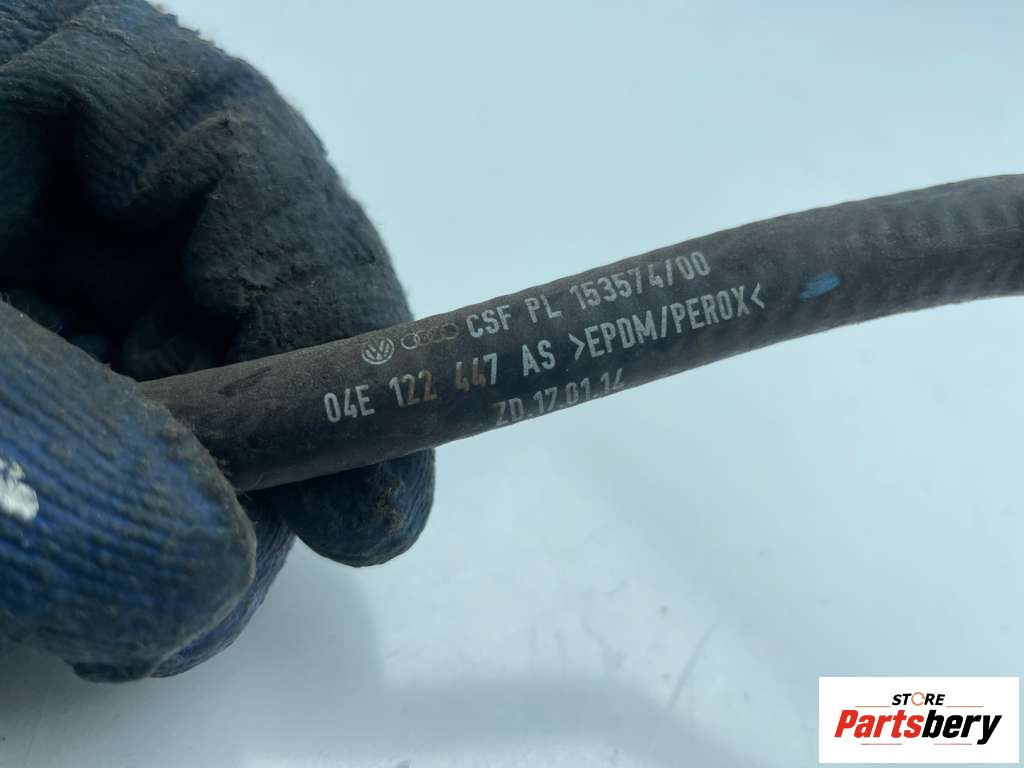 CSF PL 153574/00
04E 122 447 AS >EPDM/PEROX<
ZD.17.01.14
STORE
Partsbery